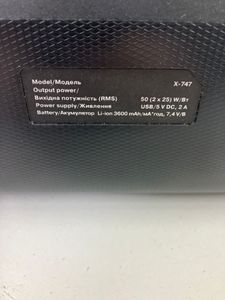 Model/Модель X-747
Output power/
Вихідна потужність (RMS) 50 (2 x 25) W/Вт
Power supply/Живлення USB/5 V DC, 2 A
Battery/Акумулятор Li-ion 3600 mAh/мА*год, 7,4 V/В